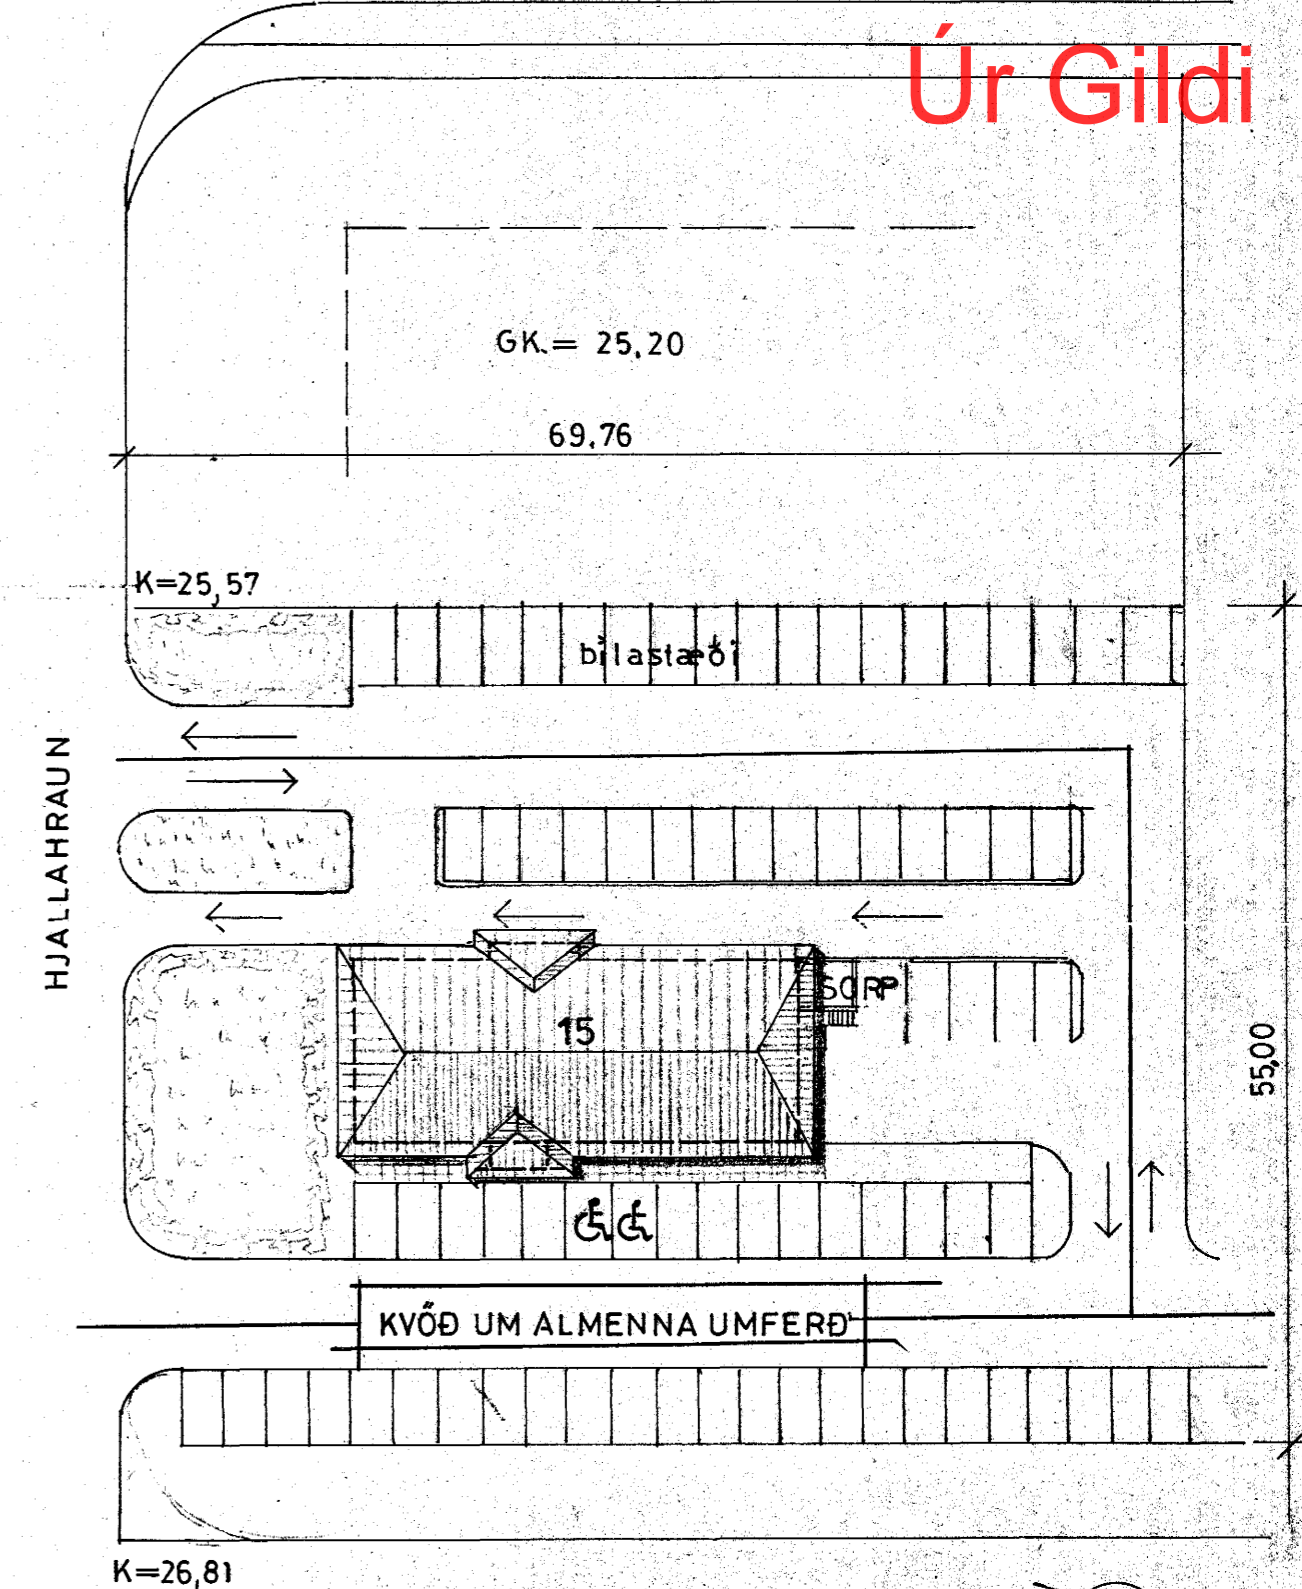 Úr Gildi
GK.= 25,20
69.76
K=25,57
bílastæði
HJALLAHRAUN
SORP
15
55,00
KVÖÐ UM ALMENNA UMFERÐ
K=26,81